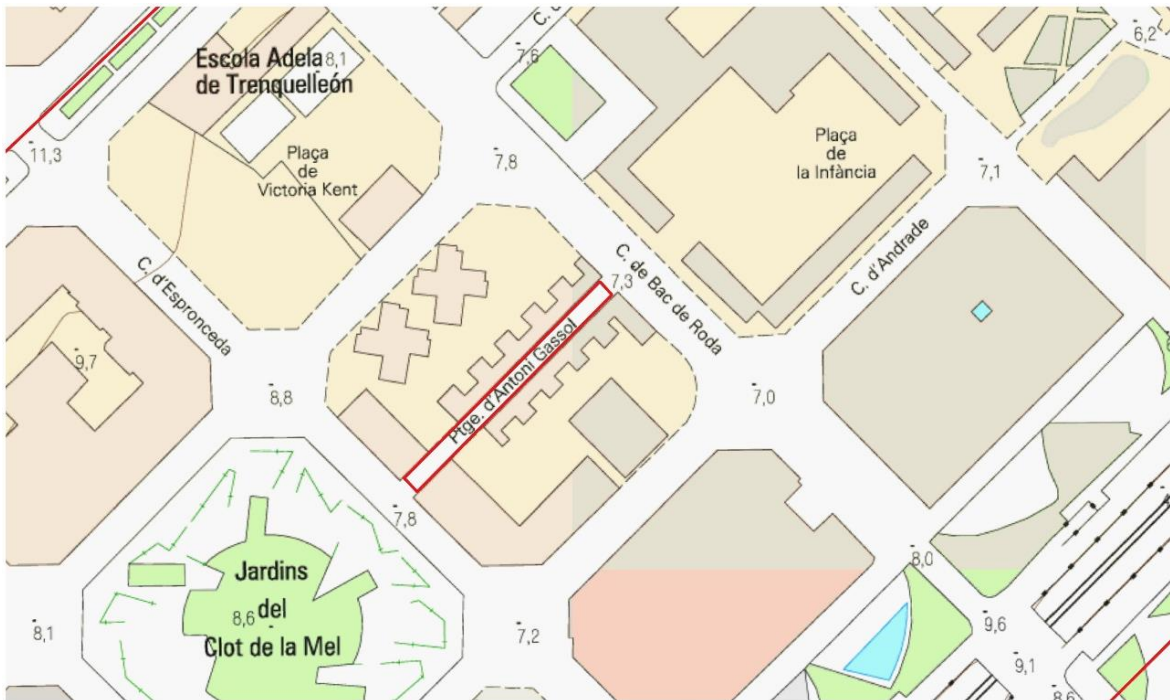 6,2
7,6
Escola Adela
de Trenquelleón
8,1
11,3
Plaça
de
Victoria Kent
7,8
Plaça
de
la Infància
7,1
C. d'Espronceda
C. de Bac de Roda
C. d'Andrade
7,3
9,7
8,8
Ptge. d'Antoni Gassol
7,0
7,8
8,0
Jardins
del
Clot de la Mel
8,6
8,1
7,2
9,6
9,1
8,6